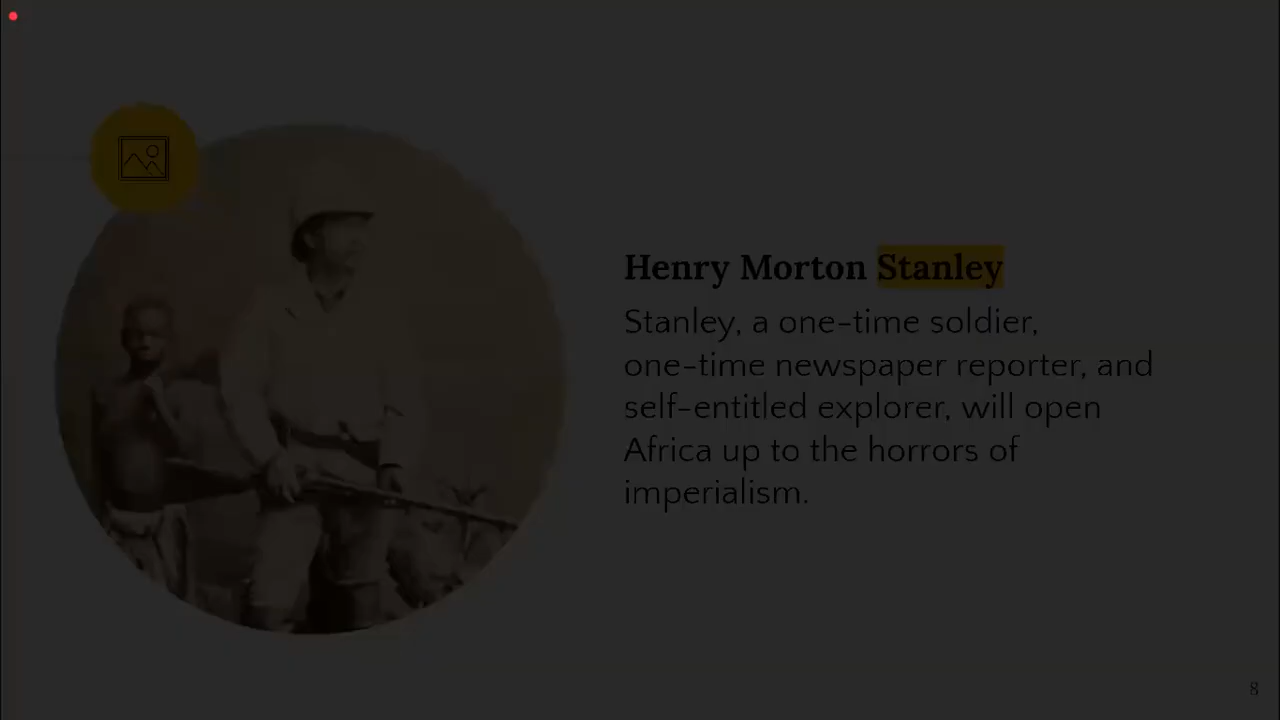 Henry Morton Stanley
Stanley, a one-time soldier,
one-time newspaper reporter, and
self-entitled explorer, will open
Africa up to the horrors of
imperialism.
8